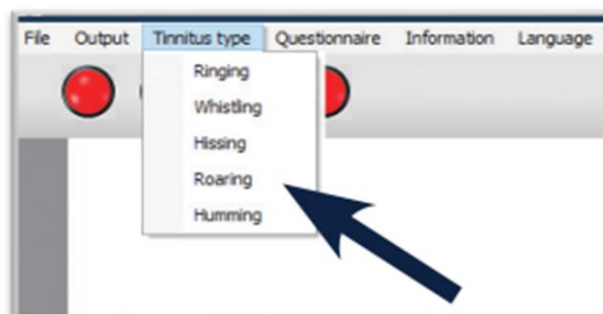 File Output Tinnitus type Questionnaire Information Language
Ringing
Whistling
Hissing
Roaring
Humming